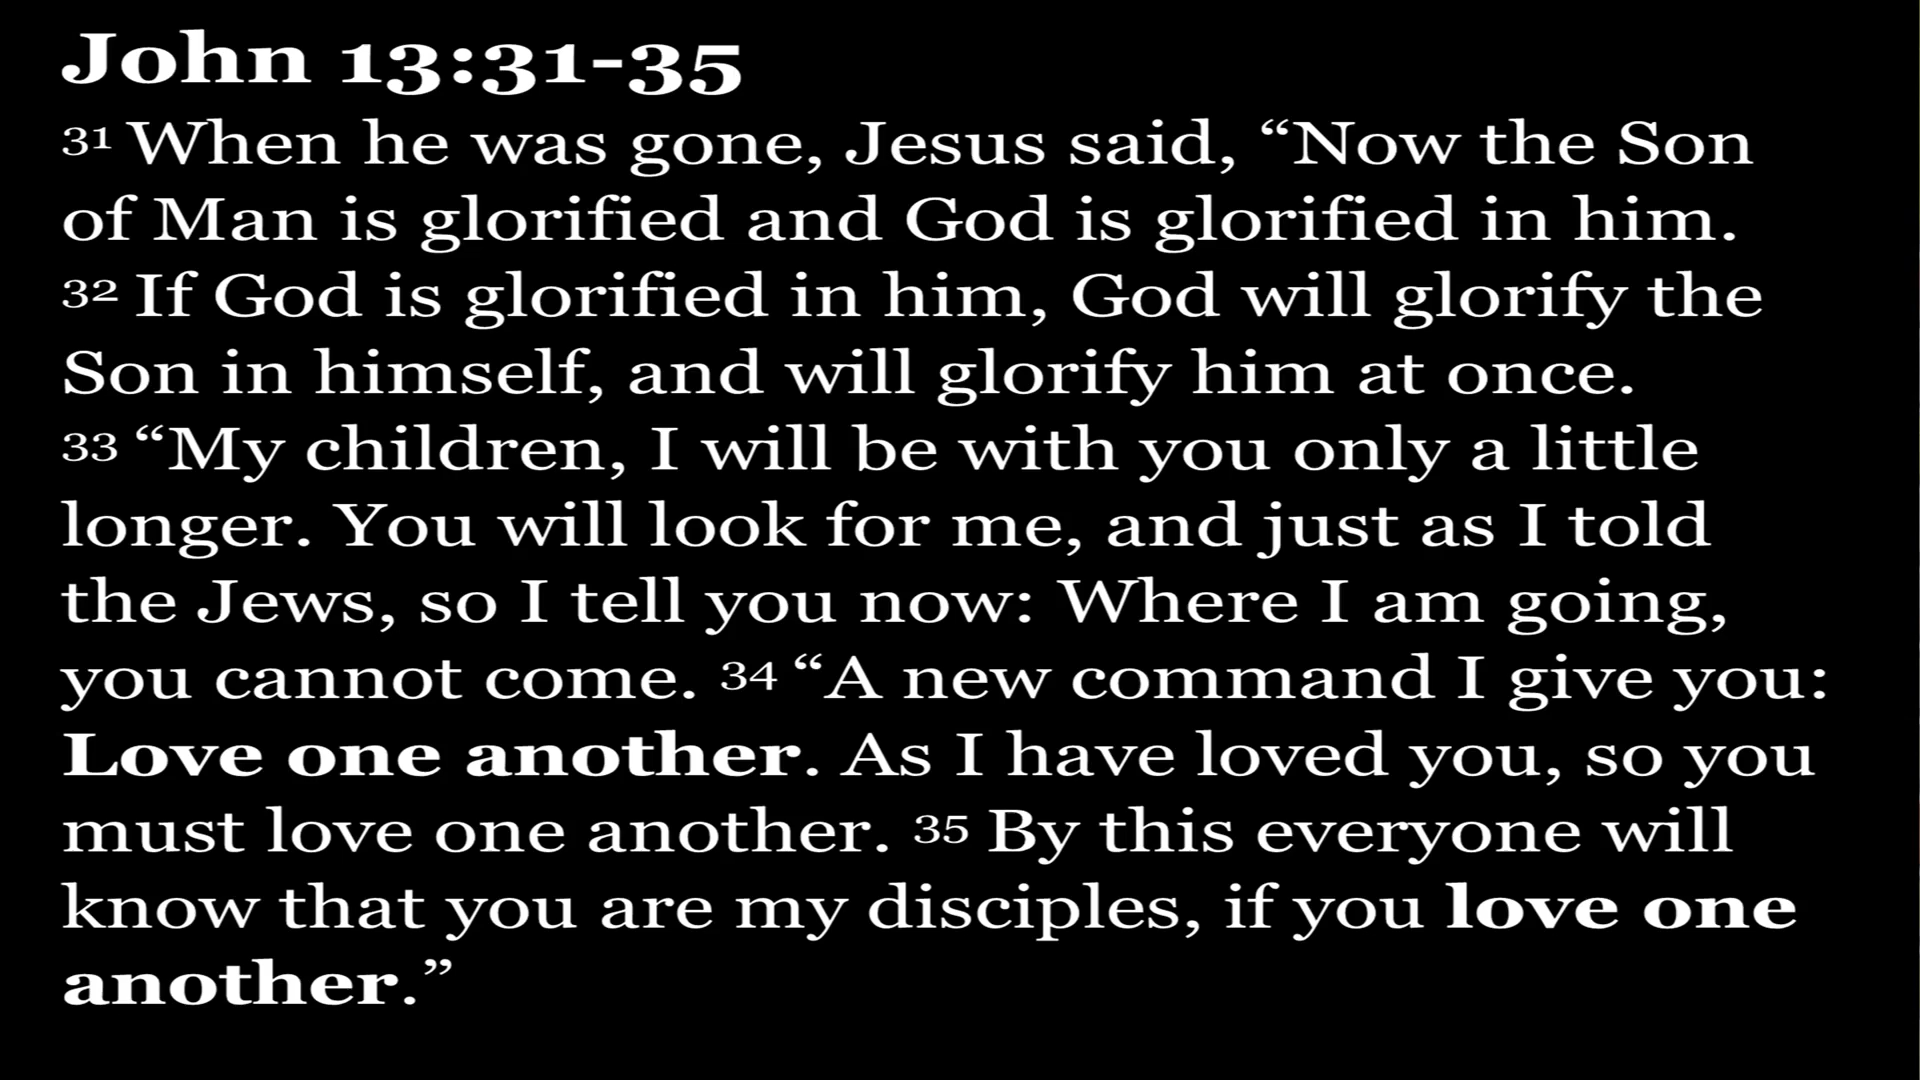 John 13:31-35
31 When he was gone, Jesus said, “Now the Son
of Man is glorified and God is glorified in him.
32 If God is glorified in him, God will glorify the
Son in himself, and will glorify him at once.
33 “My children, I will be with you only a little
longer. You will look for me, and just as I told
the Jews, so I tell you now: Where I am going,
you cannot come. 34 “A new command I give you:
Love one another. As I have loved you, so you
must love one another. 35 By this everyone will
know that you are my disciples, if you love one
another.”